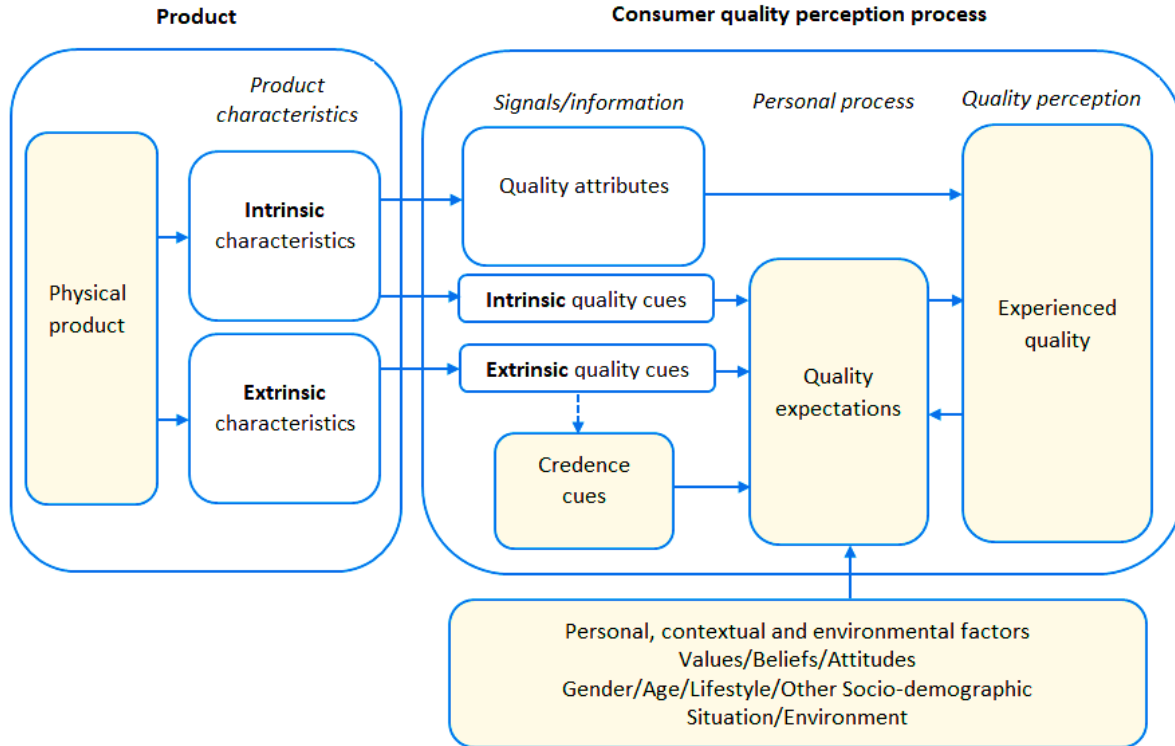 Product
Consumer quality perception process
Product
characteristics
Signals/information
Personal process
Quality perception
Physical
product
Intrinsic
characteristics
Extrinsic
characteristics
Quality attributes
Intrinsic quality cues
Extrinsic quality cues
Credence
cues
Quality
expectations
Experienced
quality
Personal, contextual and environmental factors
Values/Beliefs/Attitudes
Gender/Age/Lifestyle/Other Socio-demographic
Situation/Environment